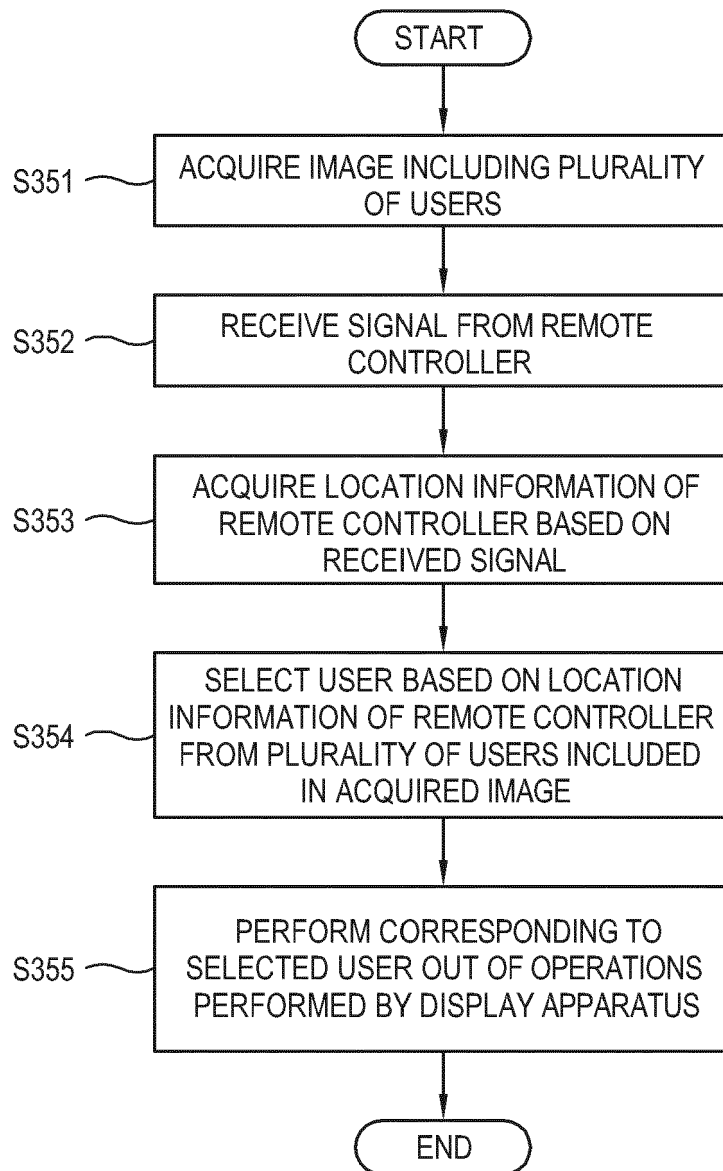 START
S351
ACQUIRE IMAGE INCLUDING PLURALITY
OF USERS
S352
RECEIVE SIGNAL FROM REMOTE
CONTROLLER
S353
ACQUIRE LOCATION INFORMATION OF
REMOTE CONTROLLER BASED ON
RECEIVED SIGNAL
S354
SELECT USER BASED ON LOCATION
INFORMATION OF REMOTE CONTROLLER
FROM PLURALITY OF USERS INCLUDED
IN ACQUIRED IMAGE
S355
PERFORM CORRESPONDING TO
SELECTED USER OUT OF OPERATIONS
PERFORMED BY DISPLAY APPARATUS
END